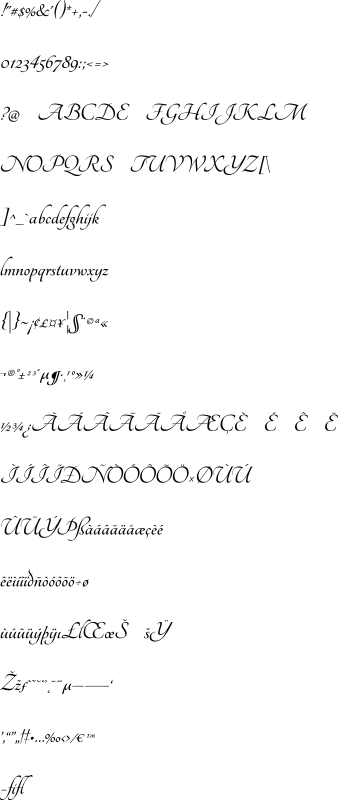 !"#$%&'()*+,-./
0123456789:;<=>
?@ ABCDE FGHIJKLM
NOPQRS TUVWXYZ[\
]^_`abcdefghijk
lmnopqrstuvwxyz
{|}~¡¢£¤¥¦§¨©ª«
¬®°±²³´µ¶·¸¹º»¼
½¾¿ÀÁÂÃÄÅÆÇÈ É Ê Ë
ÌÍÎÏÐÑÒÓÔÕÖ×ØÙÚ
ÛÜÝÞßàáâãäåæçèé
êëìíîïðñòóôõö÷ø
ùúûüýþÿıŁłŒœŠ šŸ
Žžƒˆˇ˘˙˚˛˜˝µ–—―‘
’‚“”„†‡•…‰‹›⁄€™
−fifl